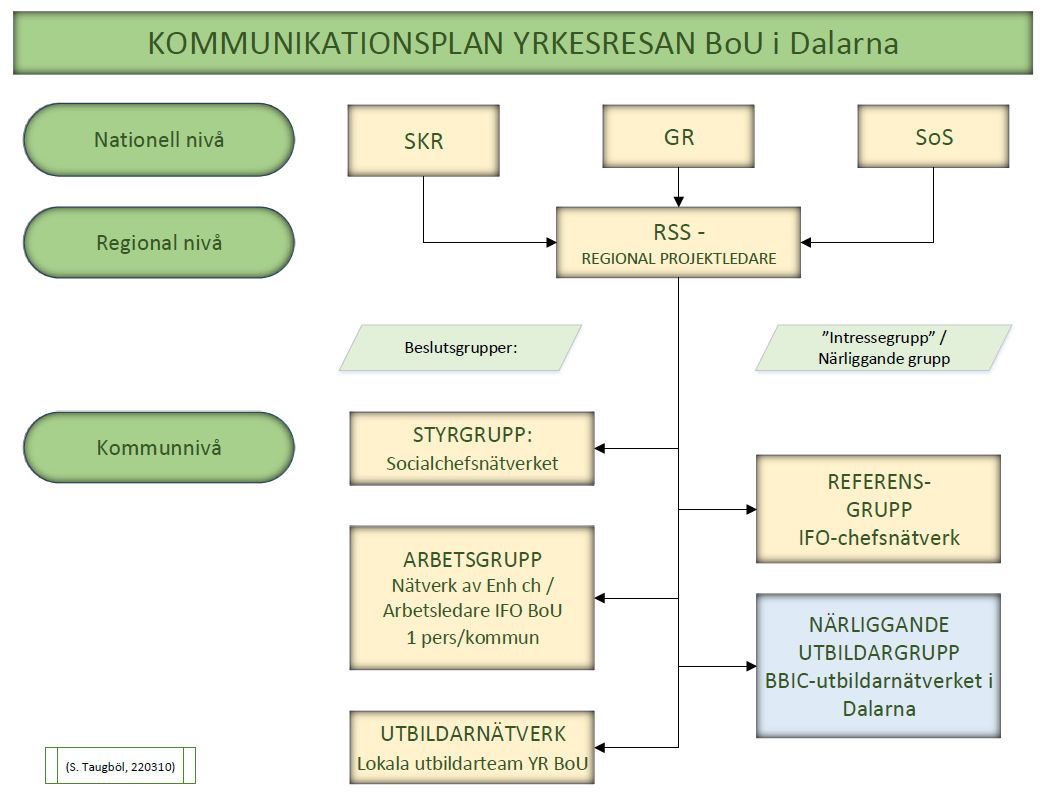 KOMMUNIKATIONSPLAN YRKESRESAN BoU i Dalarna
Nationell nivå
SKR
GR
SoS
Regional nivå
RSS -
REGIONAL PROJEKTLEDARE
Beslutsgrupper:
”Intressegrupp” /
Närliggande grupp
Kommunnivå
STYRGRUPP:
Socialchefsnätverket
REFERENS-
GRUPP
IFO-chefsnätverk
ARBETSGRUPP
Nätverk av Enh ch /
Arbetsledare IFO BoU
1 pers/kommun
NÄRLIGGANDE
UTBILDARGRUPP
BBIC-utbildarnätverket i
Dalarna
UTBILDARNÄTVERK
Lokala utbildarteam YR BoU
(S. Taugböl, 220310)